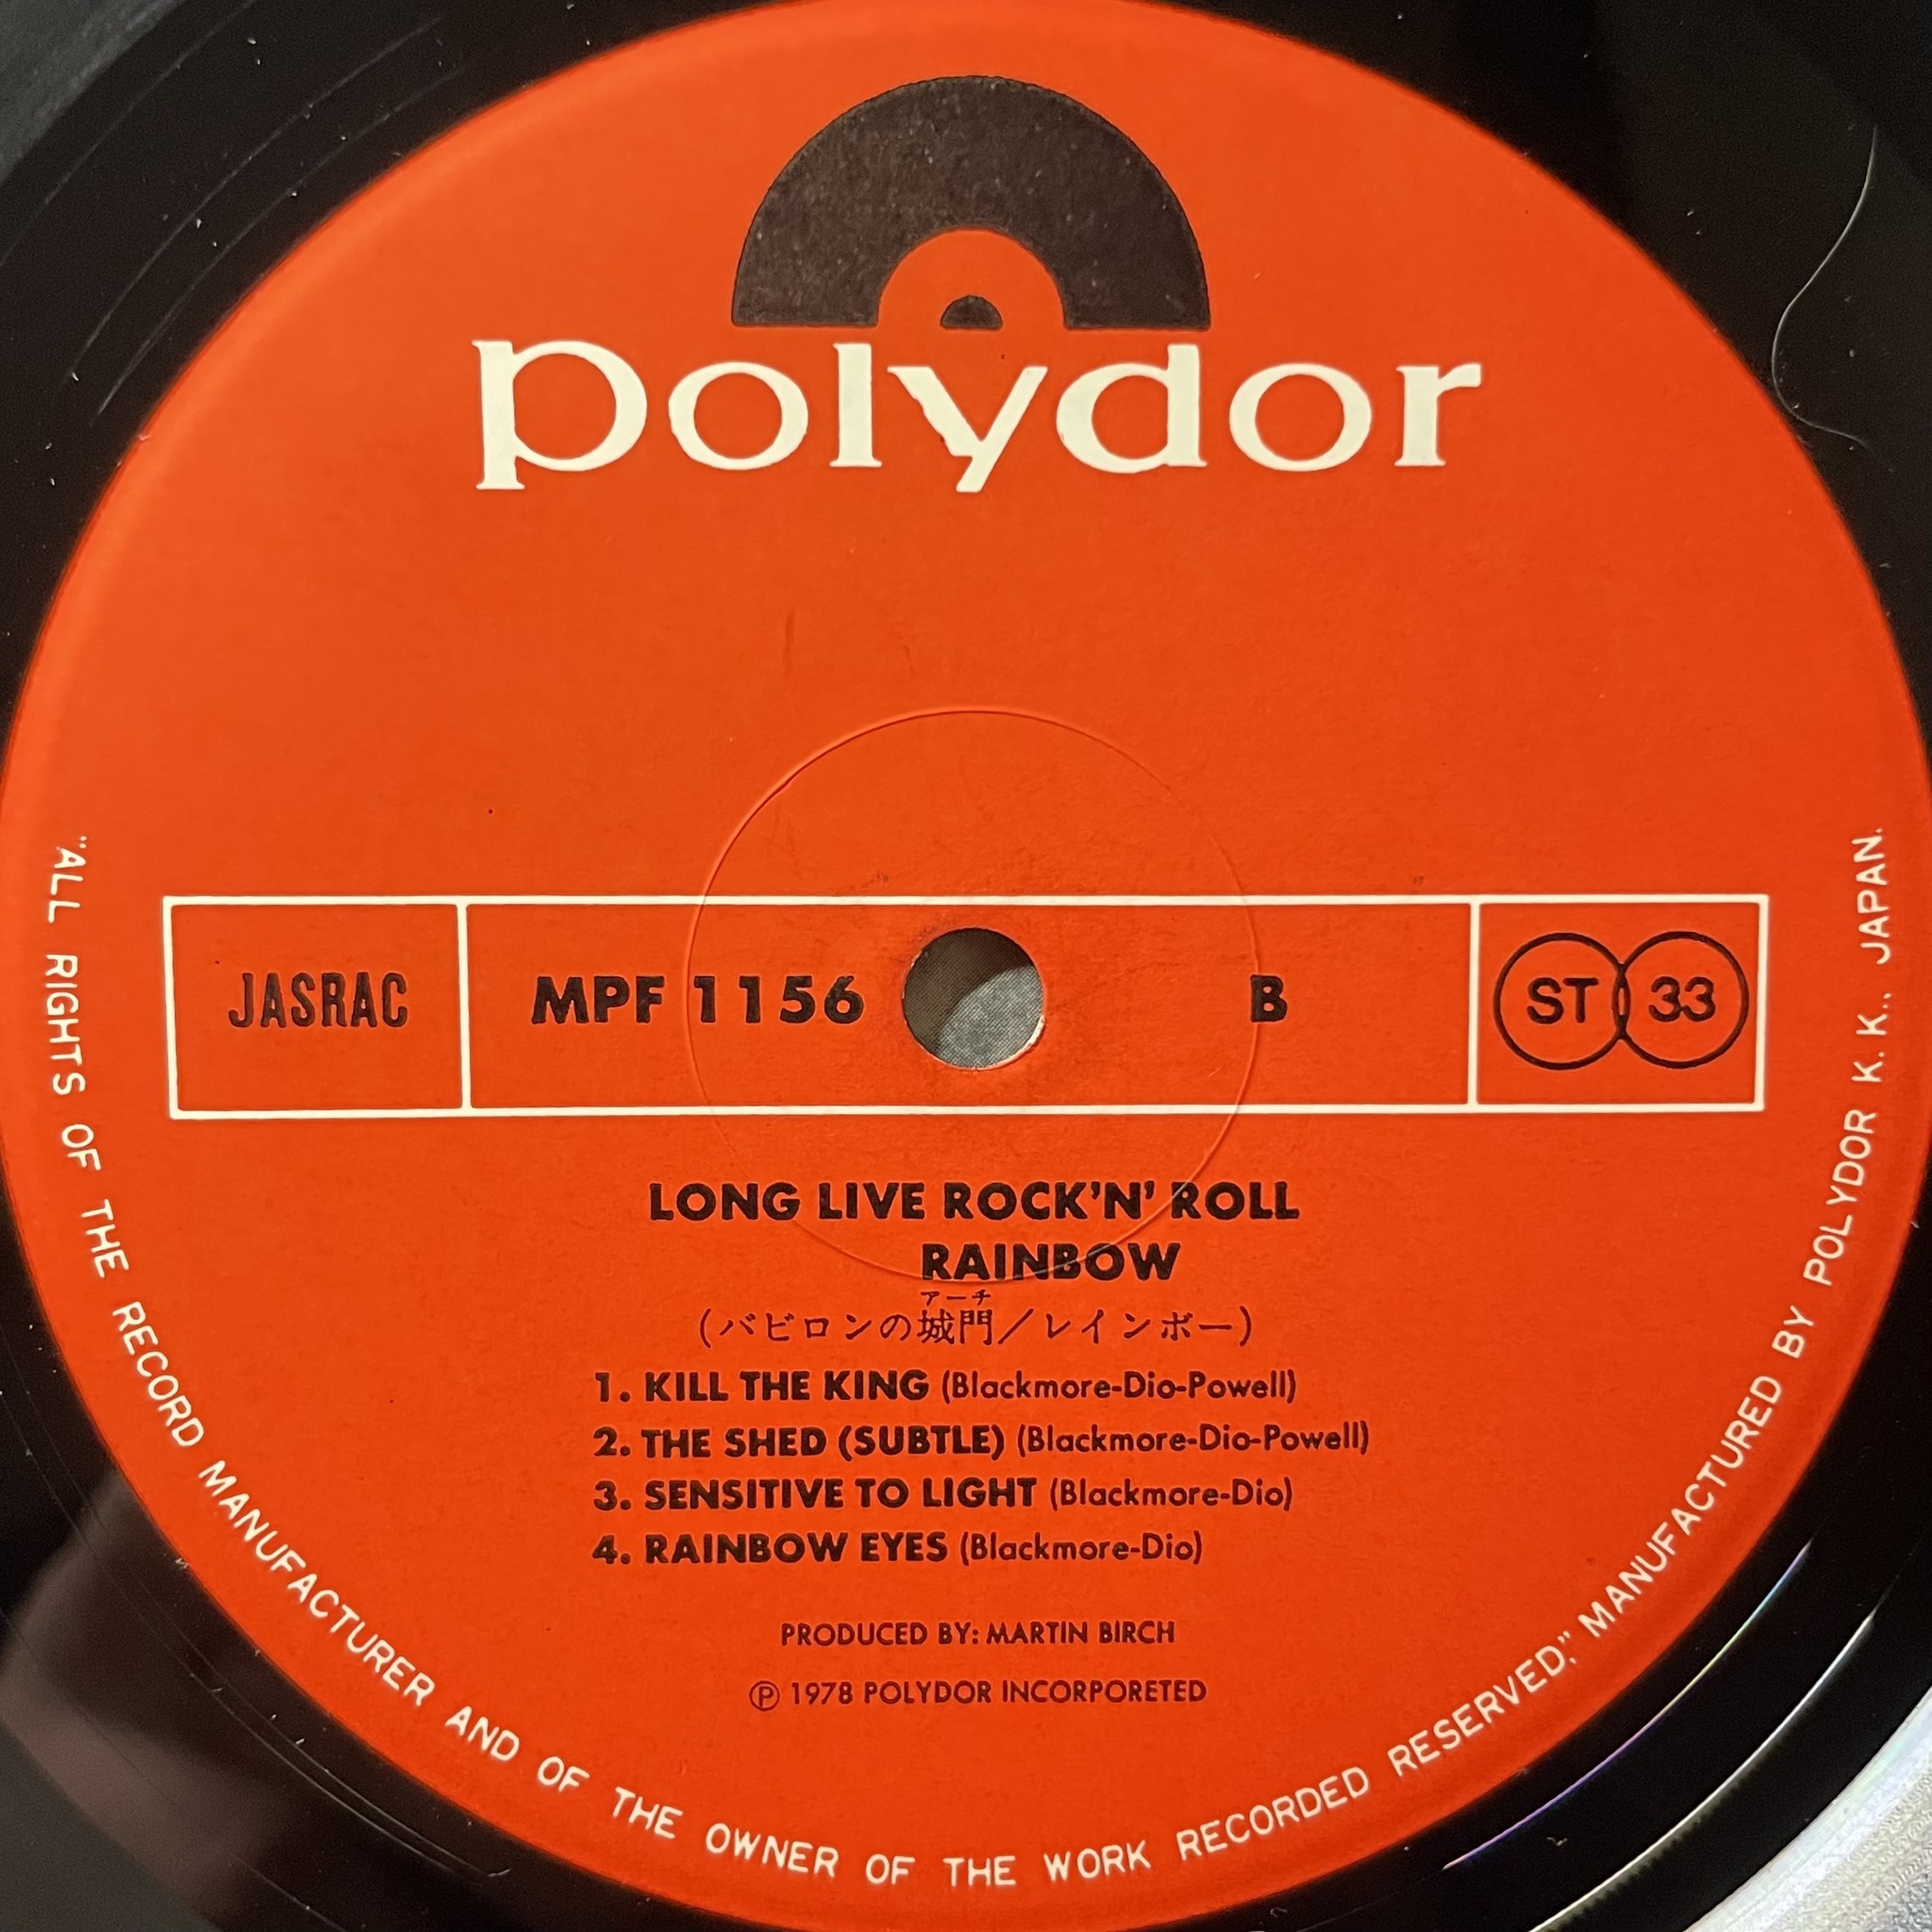 polydor
JASRAC
MPF 1156
B
ST 33
LONG LIVE ROCK'N' ROLL
RAINBOW
アーチ
(バビロンの城門/レインボー)
1. KILL THE KING (Blackmore-Dio-Powell)
2. THE SHED (SUBTLE) (Blackmore-Dio-Powell)
3. SENSITIVE TO LIGHT (Blackmore-Dio)
4. RAINBOW EYES (Blackmore-Dio)
PRODUCED BY: MARTIN BIRCH
Ⓟ 1978 POLYDOR INCORPORETED
"ALL RIGHTS OF THE RECORD MANUFACTURER AND OF THE OWNER OF THE WORK RECORDED RESERVED," MANUFACTURED BY POLYDOR K. K., JAPAN.